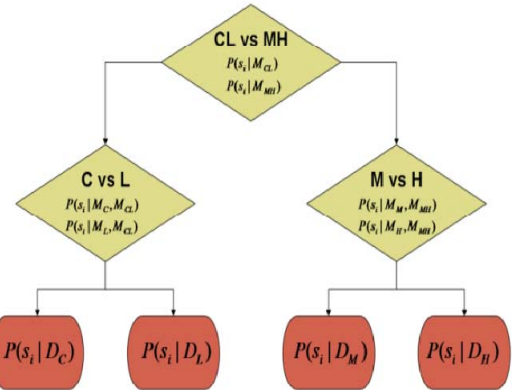 CL vs MH
P(s_i|M_CL)
P(s_i|M_MH)
C vs L
P(s_i|M_C,M_CL)
P(s_i|M_L,M_CL)
M vs H
P(s_i|M_M,M_MH)
P(s_i|M_H,M_MH)
P(s_i|D_C)
P(s_i|D_L)
P(s_i|D_M)
P(s_i|D_H)